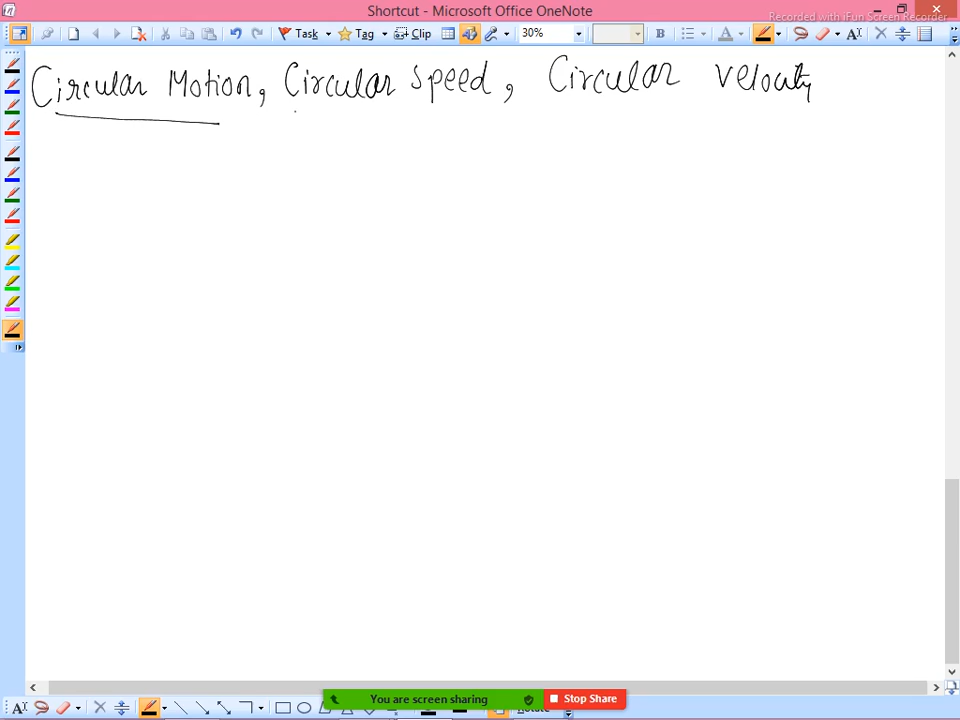 Shortcut - Microsoft Office OneNote
Recorded with iFun Screen Recorder
Task Tag Clip 30% B A
Circular Motion, Circular Speed, Circular Velocity
You are screen sharing Stop Share